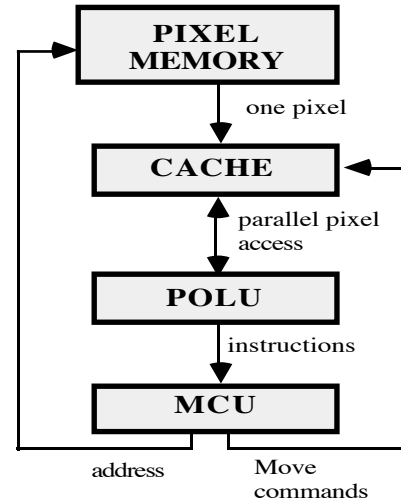 PIXEL
MEMORY
one pixel
CACHE
parallel pixel
access
POLU
instructions
MCU
address
Move
commands